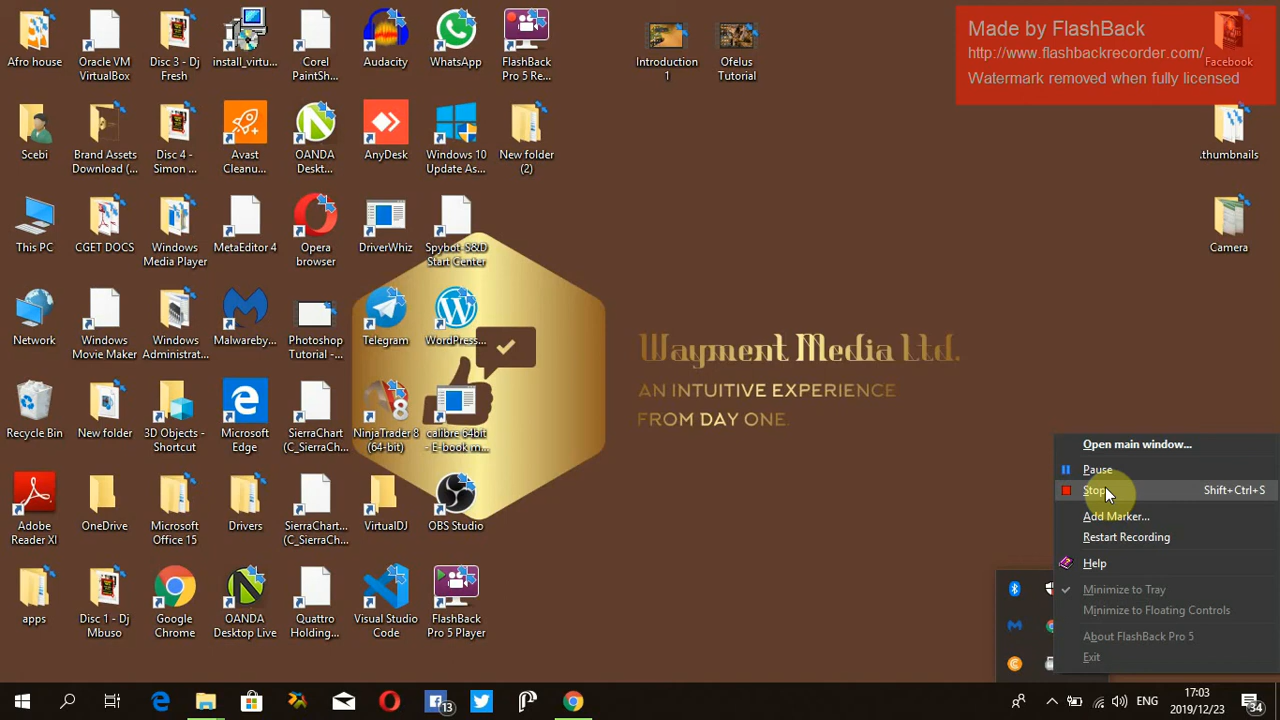 Afro house
Oracle VM
VirtualBox
Disc 3 - Dj
Fresh
install_virtu...
Corel
PaintSh...
Audacity
WhatsApp
FlashBack
Pro 5 Re...
Introduction
1
Ofelus
Tutorial
Made by FlashBack
http://www.flashbackrecorder.com/
Watermark removed when fully licensed
Facebook
Scebi
Brand Assets
Download (...
Disc 4 -
Simon ...
Avast
Cleanu...
OANDA
Deskt...
AnyDesk
Windows 10
Update As...
New folder
(2)
.thumbnails
This PC
CGET DOCS
Windows
Media Player
MetaEditor 4
Opera
browser
DriverWhiz
Spybot-S&D
Start Center
Camera
Network
Windows
Movie Maker
Windows
Administrat...
Malwareby...
Photoshop
Tutorial -...
Telegram
WordPress...
Wayment Media Ltd.
AN INTUITIVE EXPERIENCE
FROM DAY ONE.
Recycle Bin
New folder
3D Objects -
Shortcut
Microsoft
Edge
SierraChart
(C_SierraCha...
8
NinjaTrader 8
(64-bit)
calibre 64bit
- E-book m...
Adobe
Reader XI
OneDrive
Microsoft
Office 15
Drivers
SierraChart...
(C_SierraCha...
VirtualDJ
OBS Studio
apps
Disc 1 - Dj
Mbuso
Google
Chrome
OANDA
Desktop Live
Quattro
Holding...
Visual Studio
Code
FlashBack
Pro 5 Player
Open main window...
Pause
Stop Shift+Ctrl+S
Add Marker...
Restart Recording
Help
Minimize to Tray
Minimize to Floating Controls
About FlashBack Pro 5
Exit
13
ENG
17:03
2019/12/23
34